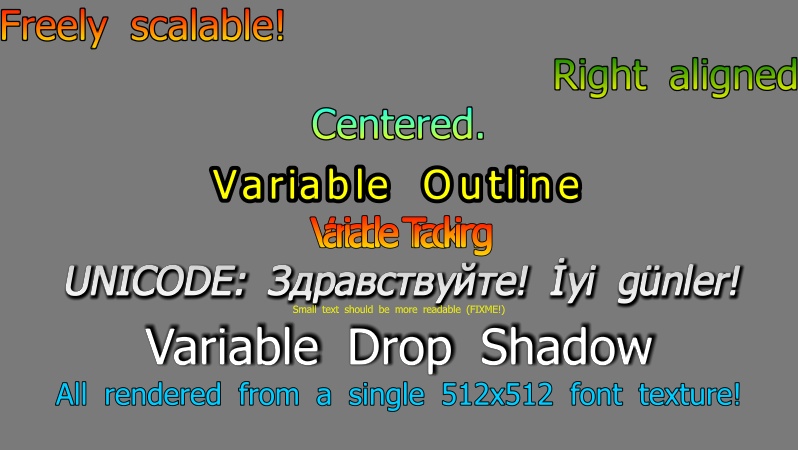 Freely scalable!
Right aligned
Centered.
Variable Outline
Variable Tracking
UNICODE: Здравствуйте! İyi günler!
Small text should be more readable (FIXME!)
Variable Drop Shadow
All rendered from a single 512x512 font texture!